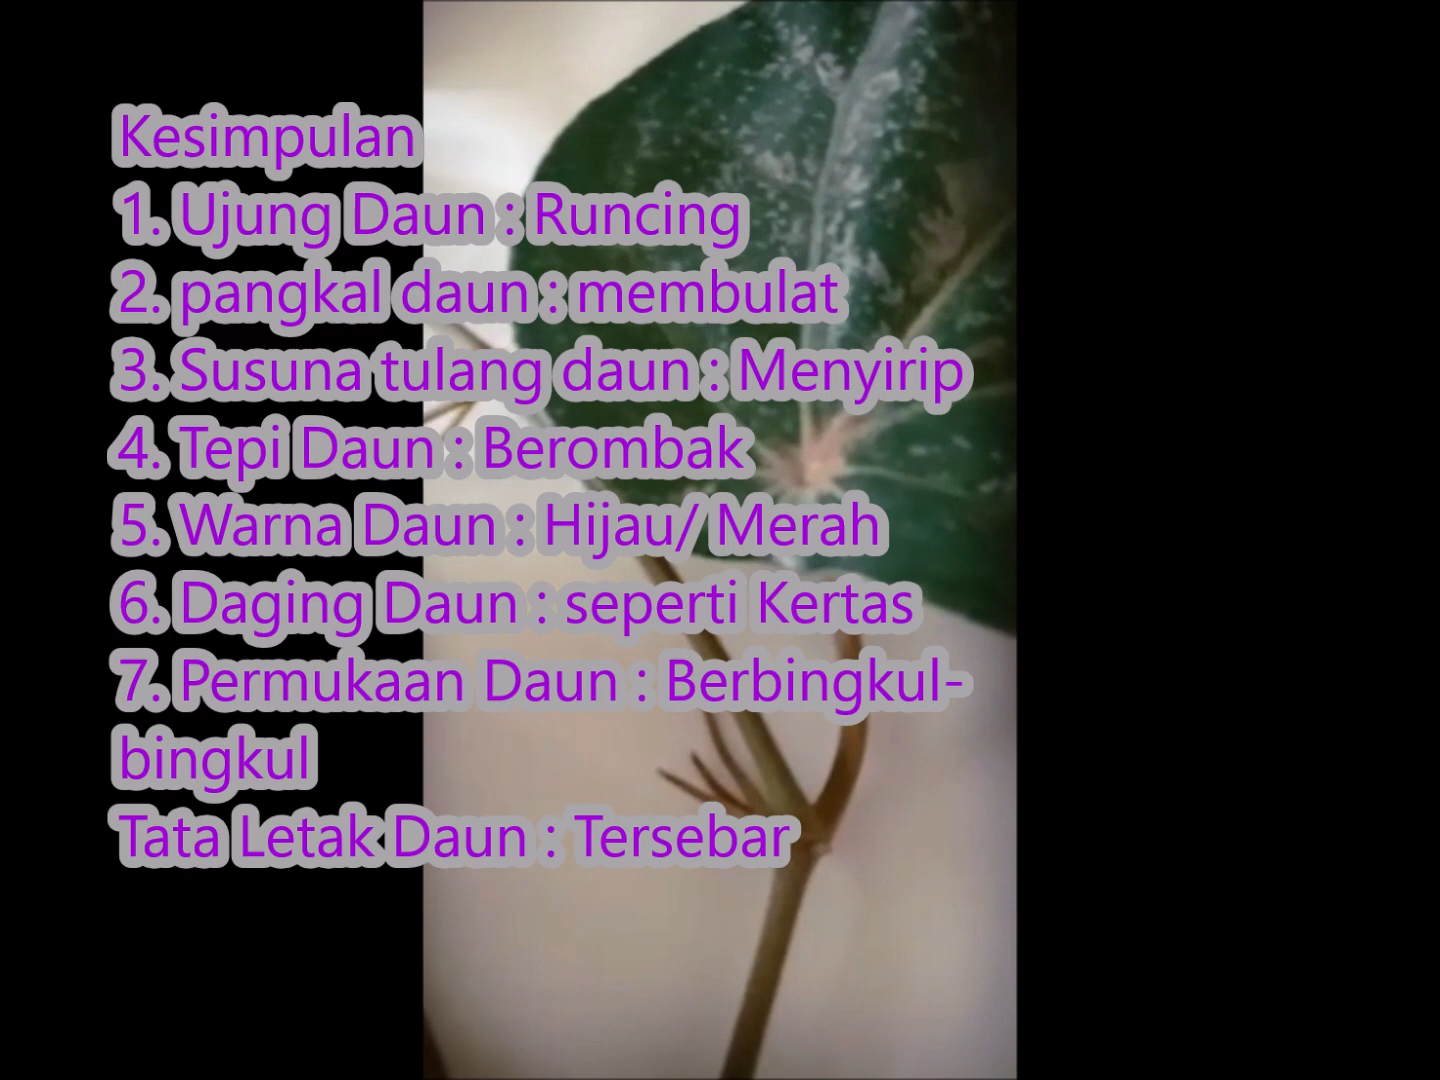 Kesimpulan
1. Ujung Daun : Runcing
2. pangkal daun : membulat
3. Susuna tulang daun : Menyirip
4. Tepi Daun : Berombak
5. Warna Daun : Hijau/ Merah
6. Daging Daun : seperti Kertas
7. Permukaan Daun : Berbingkul-
bingkul
Tata Letak Daun : Tersebar